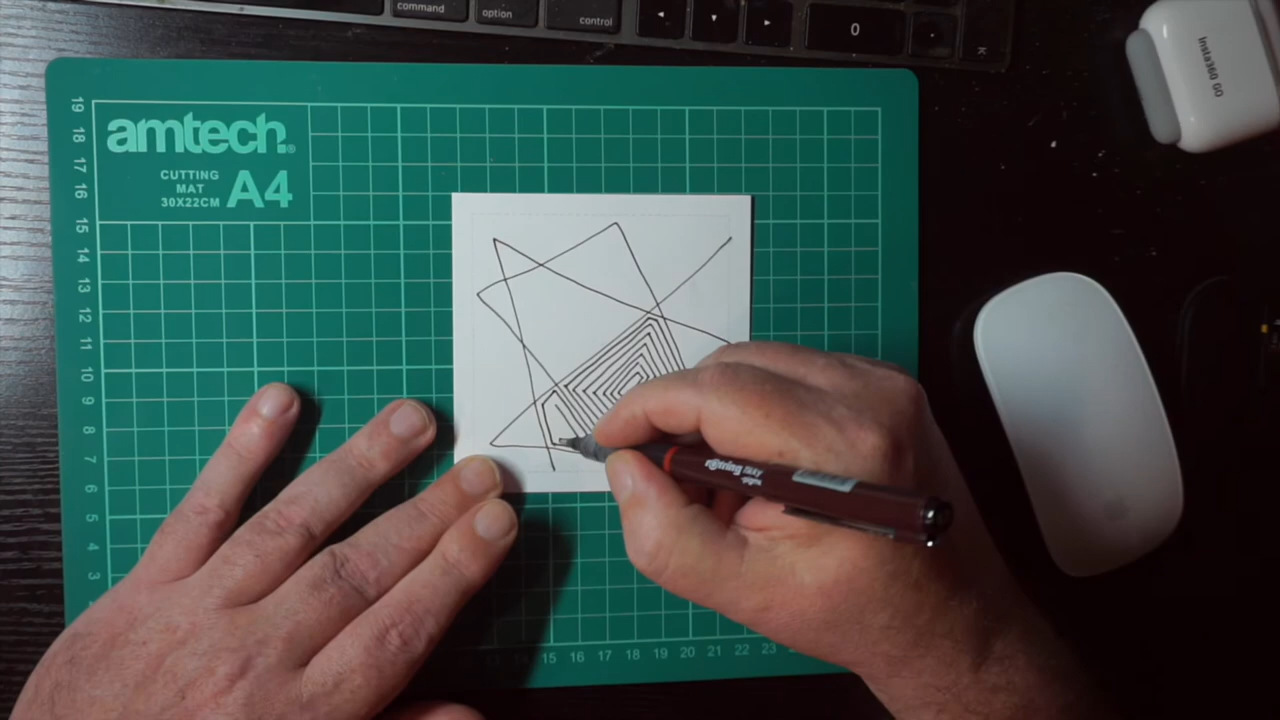 command
option
control
0
Insta360 GO
amtech®
CUTTING
MAT
30X22CM
A4
19
18
17
16
15
14
13
12
11
10
9
8
7
6
5
4
3
15
16
17
18
19
20
21
22
23
rotring